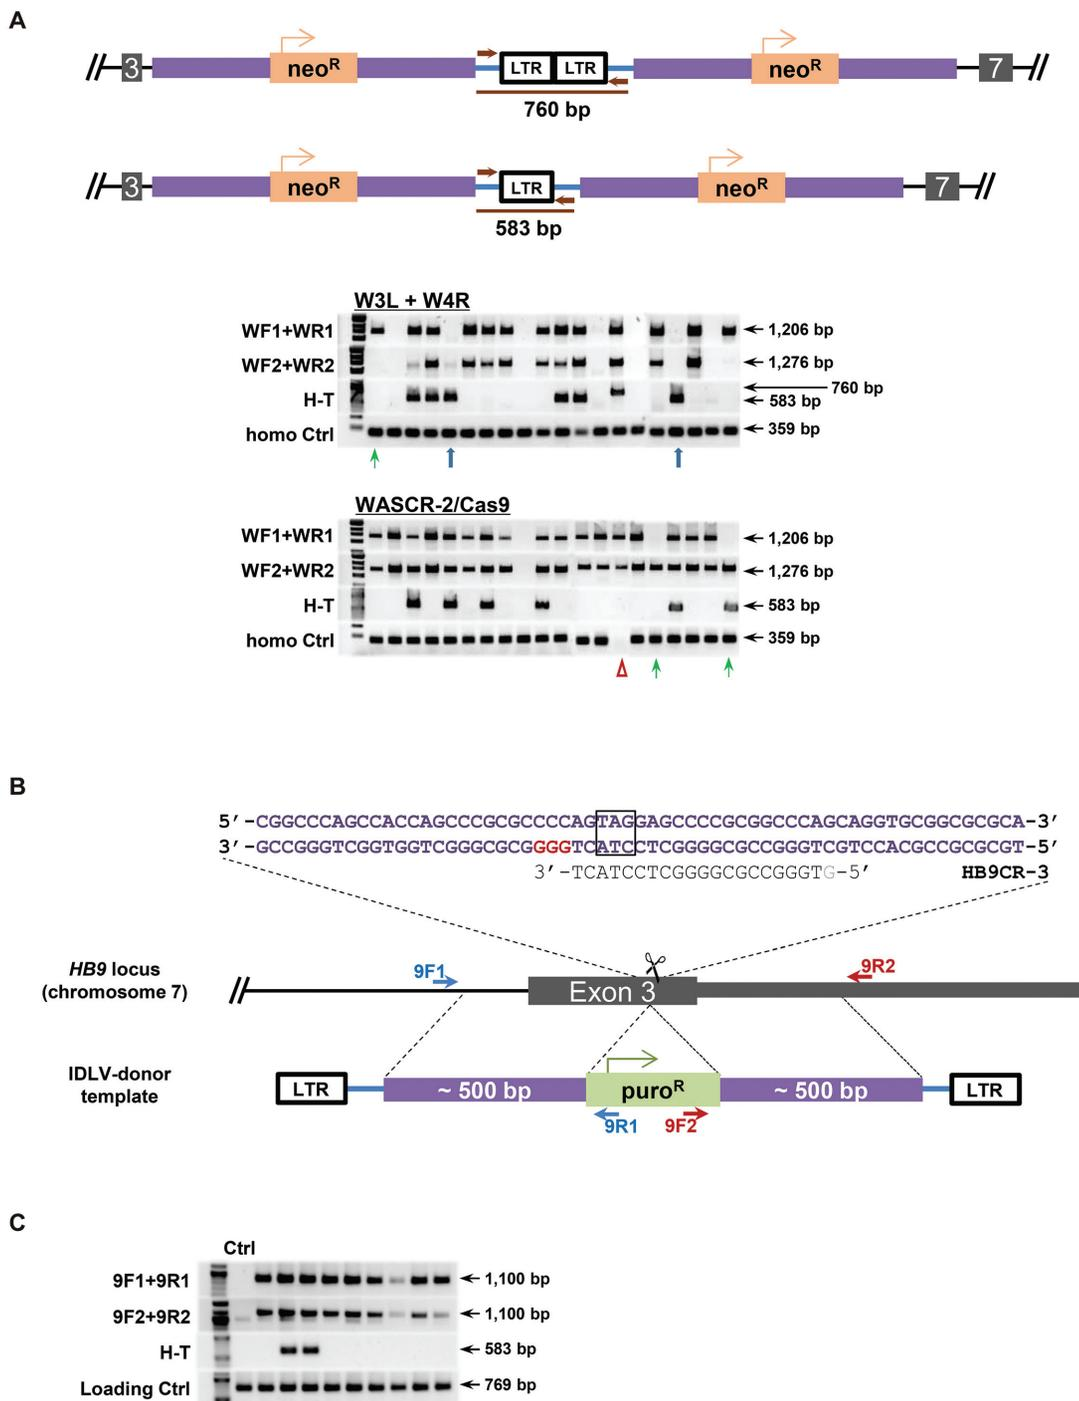 A
3 neoR LTR LTR neoR 7
760 bp
3 neoR LTR neoR 7
583 bp
W3L + W4R
WF1+WR1 1,206 bp
WF2+WR2 1,276 bp
760 bp
H-T 583 bp
homo Ctrl 359 bp
WASCR-2/Cas9
WF1+WR1 1,206 bp
WF2+WR2 1,276 bp
H-T 583 bp
homo Ctrl 359 bp
B
5′-CGGCCCAGCCACCAGCCCGCGCCCCAGTAGGAGCCCCGCGGCCCAGCAGGTGCGGCGCGCA-3′
3′-GCCGGGTCGGTGGTCGGGCGCGGGGTCATCCTCGGGGCGCCGGGTCGTCCACGCCGCGCGT-5′
3′-TCATCCTCGGGGCGCCGGGTG-5′ HB9CR-3
HB9 locus
(chromosome 7)
9F1 Exon 3 9R2
IDLV-donor
template
LTR ~ 500 bp puroR ~ 500 bp LTR
9R1 9F2
C
Ctrl
9F1+9R1 1,100 bp
9F2+9R2 1,100 bp
H-T 583 bp
Loading Ctrl 769 bp